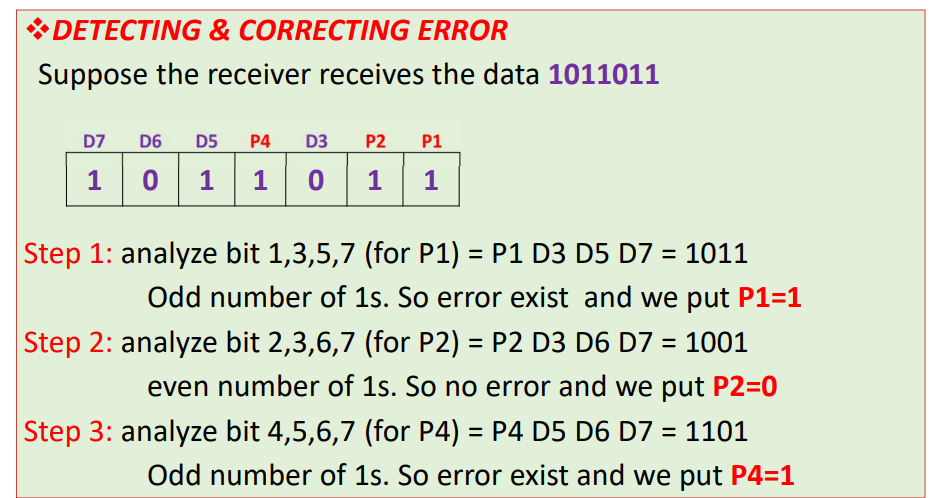 ❖DETECTING & CORRECTING ERROR
Suppose the receiver receives the data 1011011
D7 D6 D5 P4 D3 P2 P1
1 0 1 1 0 1 1
Step 1: analyze bit 1,3,5,7 (for P1) = P1 D3 D5 D7 = 1011
Odd number of 1s. So error exist and we put P1=1
Step 2: analyze bit 2,3,6,7 (for P2) = P2 D3 D6 D7 = 1001
even number of 1s. So no error and we put P2=0
Step 3: analyze bit 4,5,6,7 (for P4) = P4 D5 D6 D7 = 1101
Odd number of 1s. So error exist and we put P4=1